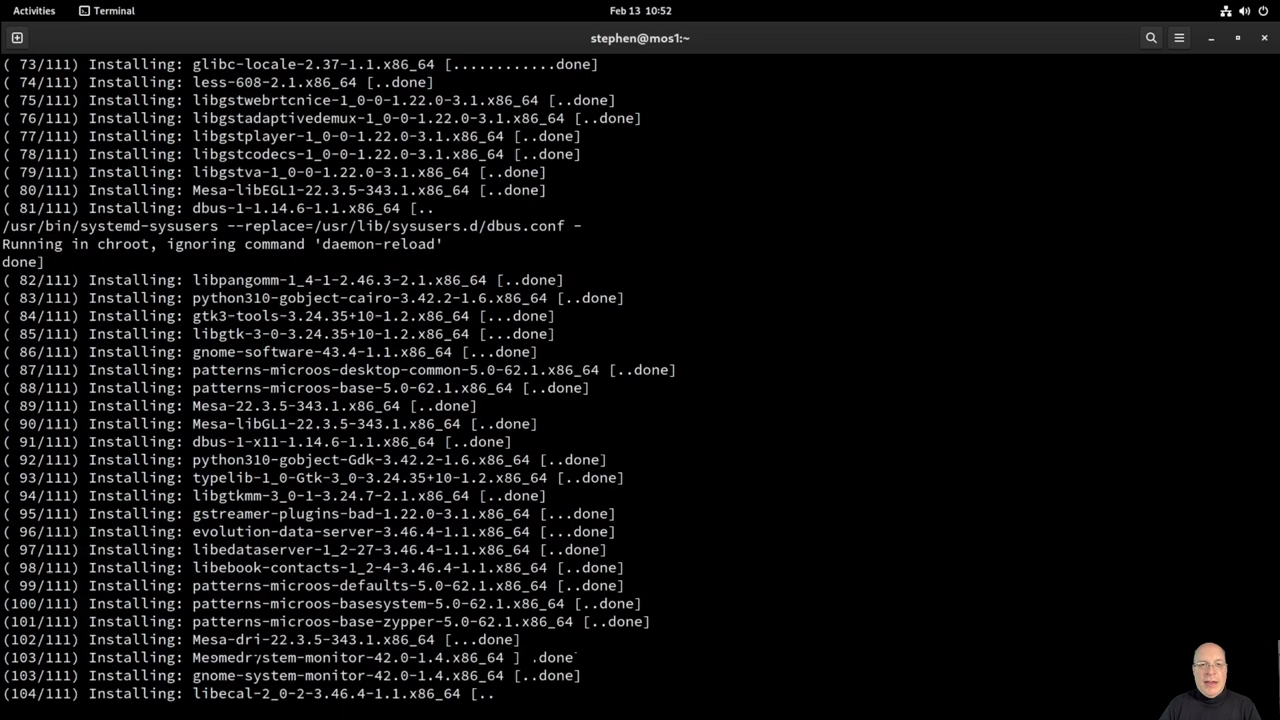 Activities
Terminal
Feb 13 10:52
stephen@mos1:~
( 73/111) Installing: glibc-locale-2.37-1.1.x86_64 [............done]
( 74/111) Installing: less-608-2.1.x86_64 [..done]
( 75/111) Installing: libgstwebrtcnice-1_0-0-1.22.0-3.1.x86_64 [..done]
( 76/111) Installing: libgstadaptivedemux-1_0-0-1.22.0-3.1.x86_64 [..done]
( 77/111) Installing: libgstplayer-1_0-0-1.22.0-3.1.x86_64 [..done]
( 78/111) Installing: libgstcodecs-1_0-0-1.22.0-3.1.x86_64 [..done]
( 79/111) Installing: libgstva-1_0-0-1.22.0-3.1.x86_64 [..done]
( 80/111) Installing: Mesa-libEGL1-22.3.5-343.1.x86_64 [..done]
( 81/111) Installing: dbus-1-1.14.6-1.1.x86_64 [..
/usr/bin/systemd-sysusers --replace=/usr/lib/sysusers.d/dbus.conf -
Running in chroot, ignoring command 'daemon-reload'
done]
( 82/111) Installing: libpangomm-1_4-1-2.46.3-2.1.x86_64 [..done]
( 83/111) Installing: python310-gobject-cairo-3.42.2-1.6.x86_64 [..done]
( 84/111) Installing: gtk3-tools-3.24.35+10-1.2.x86_64 [...done]
( 85/111) Installing: libgtk-3-0-3.24.35+10-1.2.x86_64 [...done]
( 86/111) Installing: gnome-software-43.4-1.1.x86_64 [...done]
( 87/111) Installing: patterns-microos-desktop-common-5.0-62.1.x86_64 [..done]
( 88/111) Installing: patterns-microos-base-5.0-62.1.x86_64 [..done]
( 89/111) Installing: Mesa-22.3.5-343.1.x86_64 [..done]
( 90/111) Installing: Mesa-libGL1-22.3.5-343.1.x86_64 [..done]
( 91/111) Installing: dbus-1-x11-1.14.6-1.1.x86_64 [..done]
( 92/111) Installing: python310-gobject-Gdk-3.42.2-1.6.x86_64 [..done]
( 93/111) Installing: typelib-1_0-Gtk-3_0-3.24.35+10-1.2.x86_64 [..done]
( 94/111) Installing: libgtkmm-3_0-1-3.24.7-2.1.x86_64 [..done]
( 95/111) Installing: gstreamer-plugins-bad-1.22.0-3.1.x86_64 [...done]
( 96/111) Installing: evolution-data-server-3.46.4-1.1.x86_64 [...done]
( 97/111) Installing: libedataserver-1_2-27-3.46.4-1.1.x86_64 [..done]
( 98/111) Installing: libebook-contacts-1_2-4-3.46.4-1.1.x86_64 [..done]
( 99/111) Installing: patterns-microos-defaults-5.0-62.1.x86_64 [..done]
(100/111) Installing: patterns-microos-basesystem-5.0-62.1.x86_64 [..done]
(101/111) Installing: patterns-microos-base-zypper-5.0-62.1.x86_64 [..done]
(102/111) Installing: Mesa-dri-22.3.5-343.1.x86_64 [...done]
(103/111) Installing: ] .done
(103/111) Installing: gnome-system-monitor-42.0-1.4.x86_64 [..done]
(104/111) Installing: libecal-2_0-2-3.46.4-1.1.x86_64 [..